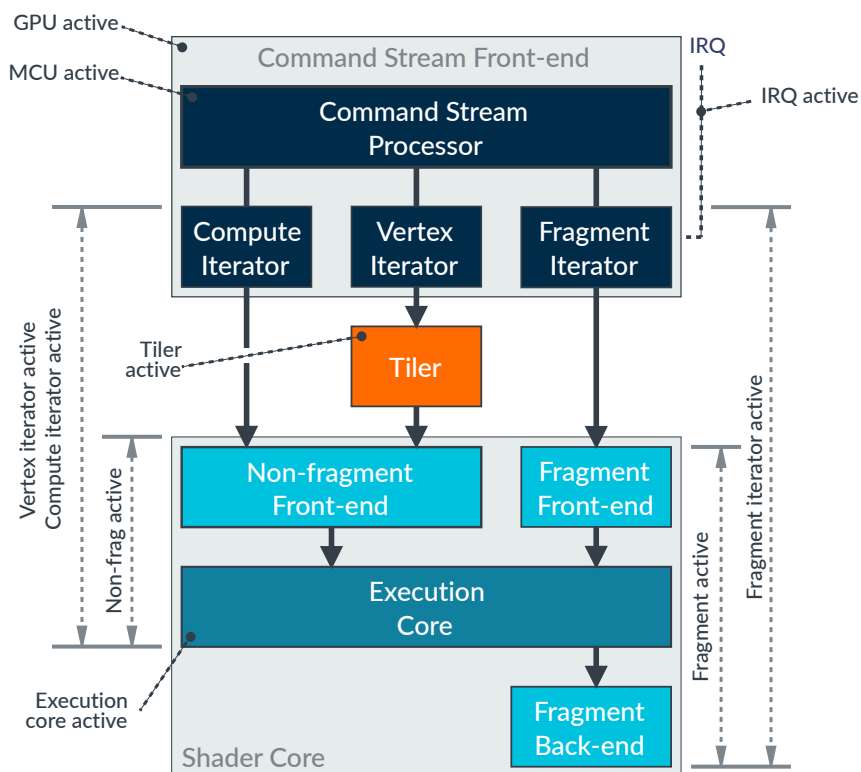 GPU active
Command Stream Front-end
IRQ
MCU active
IRQ active
Command Stream
Processor
Compute
Iterator
Vertex
Iterator
Fragment
Iterator
Tiler
active
Tiler
Vertex iterator active
Compute iterator active
Non-frag active
Non-fragment
Front-end
Fragment
Front-end
Fragment active
Fragment iterator active
Execution
Core
Execution
core active
Fragment
Back-end
Shader Core